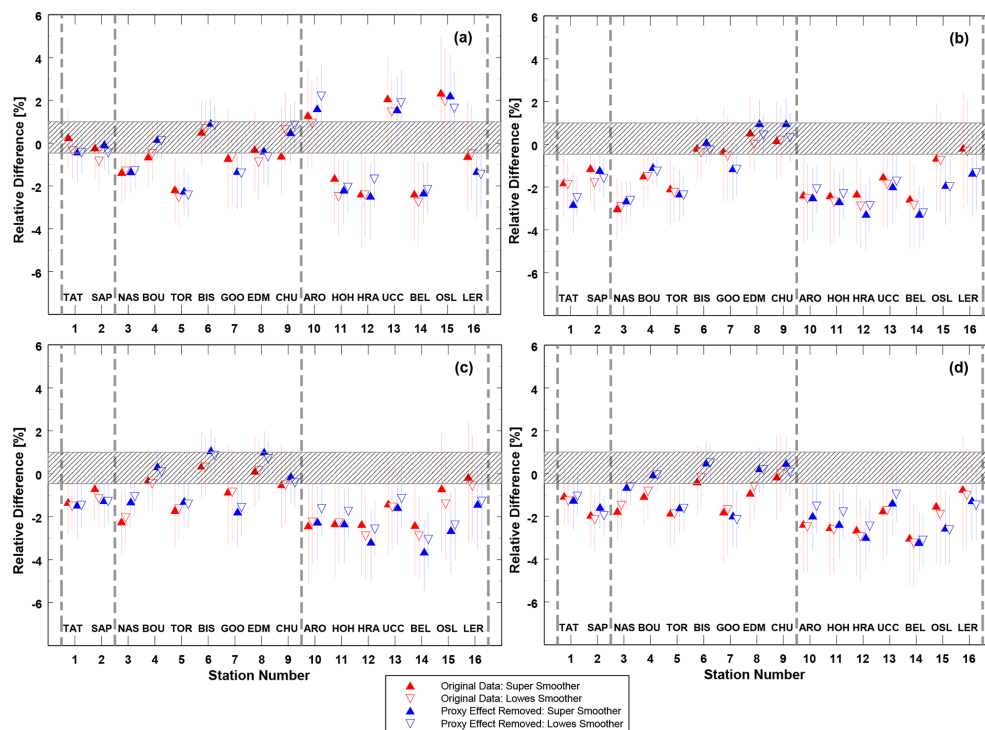 6
(a)
4
2
0
-2
-4
-6
Relative Difference [%]
TAT SAP NAS BOU TOR BIS GOO EDM CHU ARO HOH HRA UCC BEL OSL LER
1 2 3 4 5 6 7 8 9 10 11 12 13 14 15 16
6
(b)
4
2
0
-2
-4
-6
Relative Difference [%]
TAT SAP NAS BOU TOR BIS GOO EDM CHU ARO HOH HRA UCC BEL OSL LER
1 2 3 4 5 6 7 8 9 10 11 12 13 14 15 16
6
(c)
4
2
0
-2
-4
-6
Relative Difference [%]
TAT SAP NAS BOU TOR BIS GOO EDM CHU ARO HOH HRA UCC BEL OSL LER
1 2 3 4 5 6 7 8 9 10 11 12 13 14 15 16
Station Number
6
(d)
4
2
0
-2
-4
-6
Relative Difference [%]
TAT SAP NAS BOU TOR BIS GOO EDM CHU ARO HOH HRA UCC BEL OSL LER
1 2 3 4 5 6 7 8 9 10 11 12 13 14 15 16
Station Number
Original Data: Super Smoother
Original Data: Lowes Smoother
Proxy Effect Removed: Super Smoother
Proxy Effect Removed: Lowes Smoother